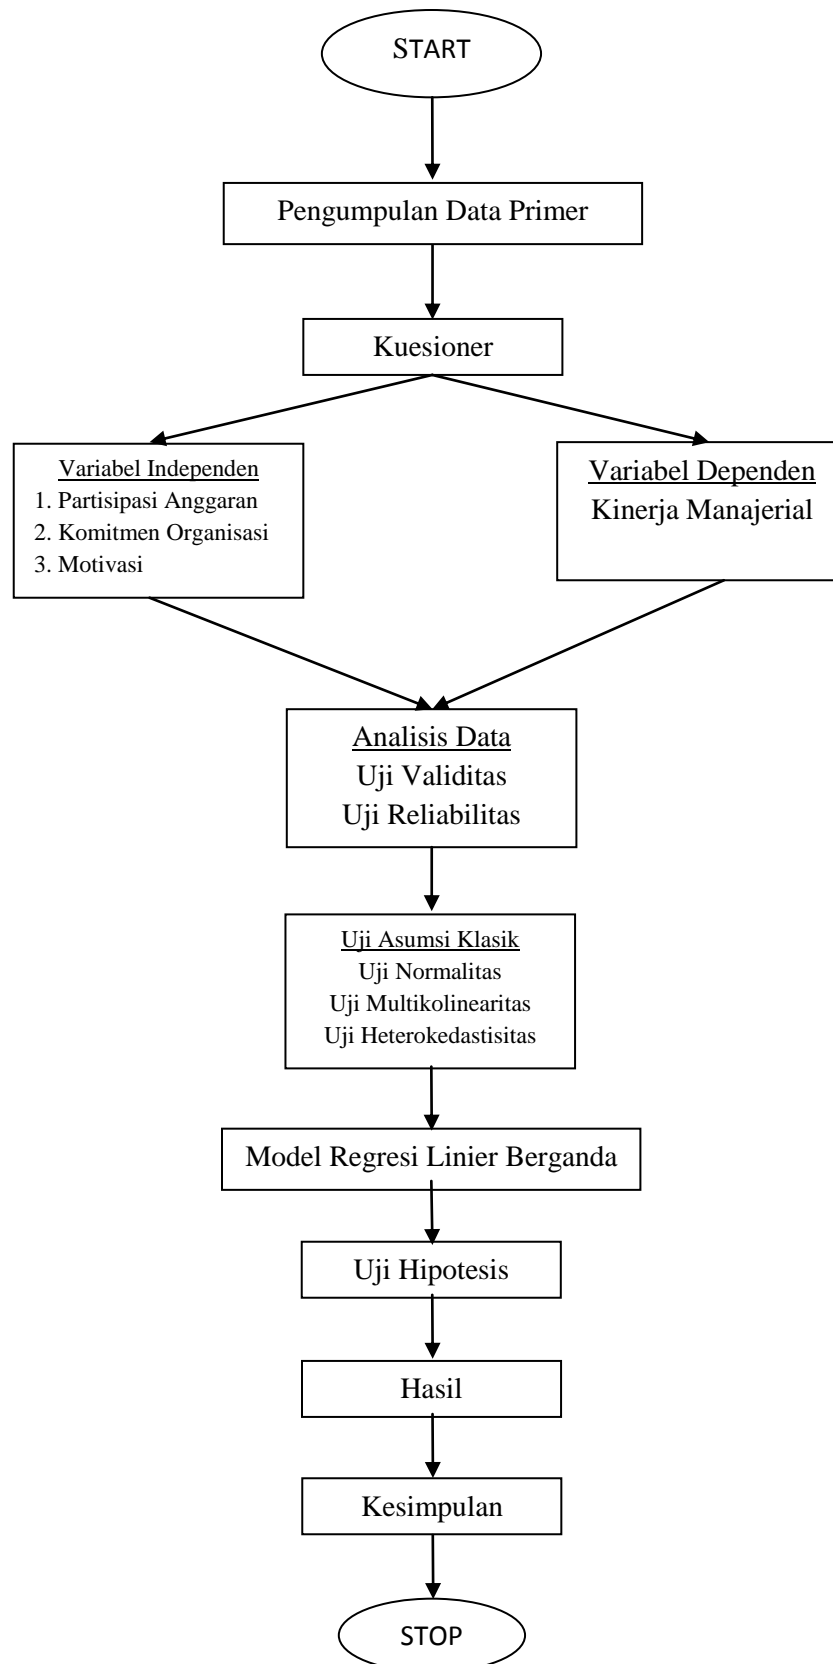 START
Pengumpulan Data Primer
Kuesioner
Variabel Independen
1. Partisipasi Anggaran
2. Komitmen Organisasi
3. Motivasi
Variabel Dependen
Kinerja Manajerial
Analisis Data
Uji Validitas
Uji Reliabilitas
Uji Asumsi Klasik
Uji Normalitas
Uji Multikolinearitas
Uji Heterokedastisitas
Model Regresi Linier Berganda
Uji Hipotesis
Hasil
Kesimpulan
STOP